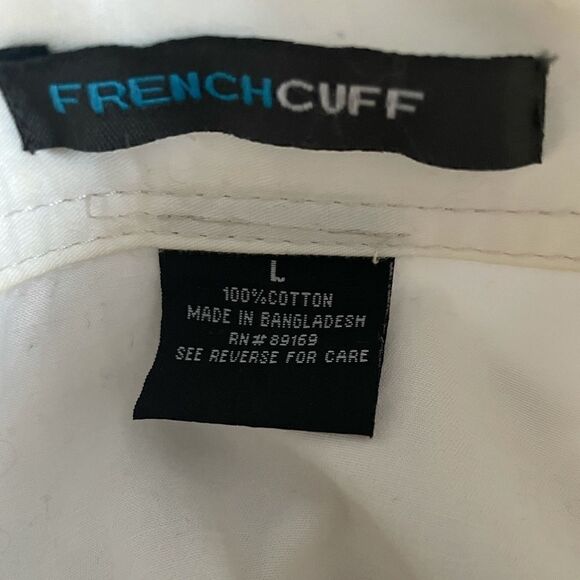 FRENCHCUFF
L
100%COTTON
MADE IN BANGLADESH
RN#89169
SEE REVERSE FOR CARE